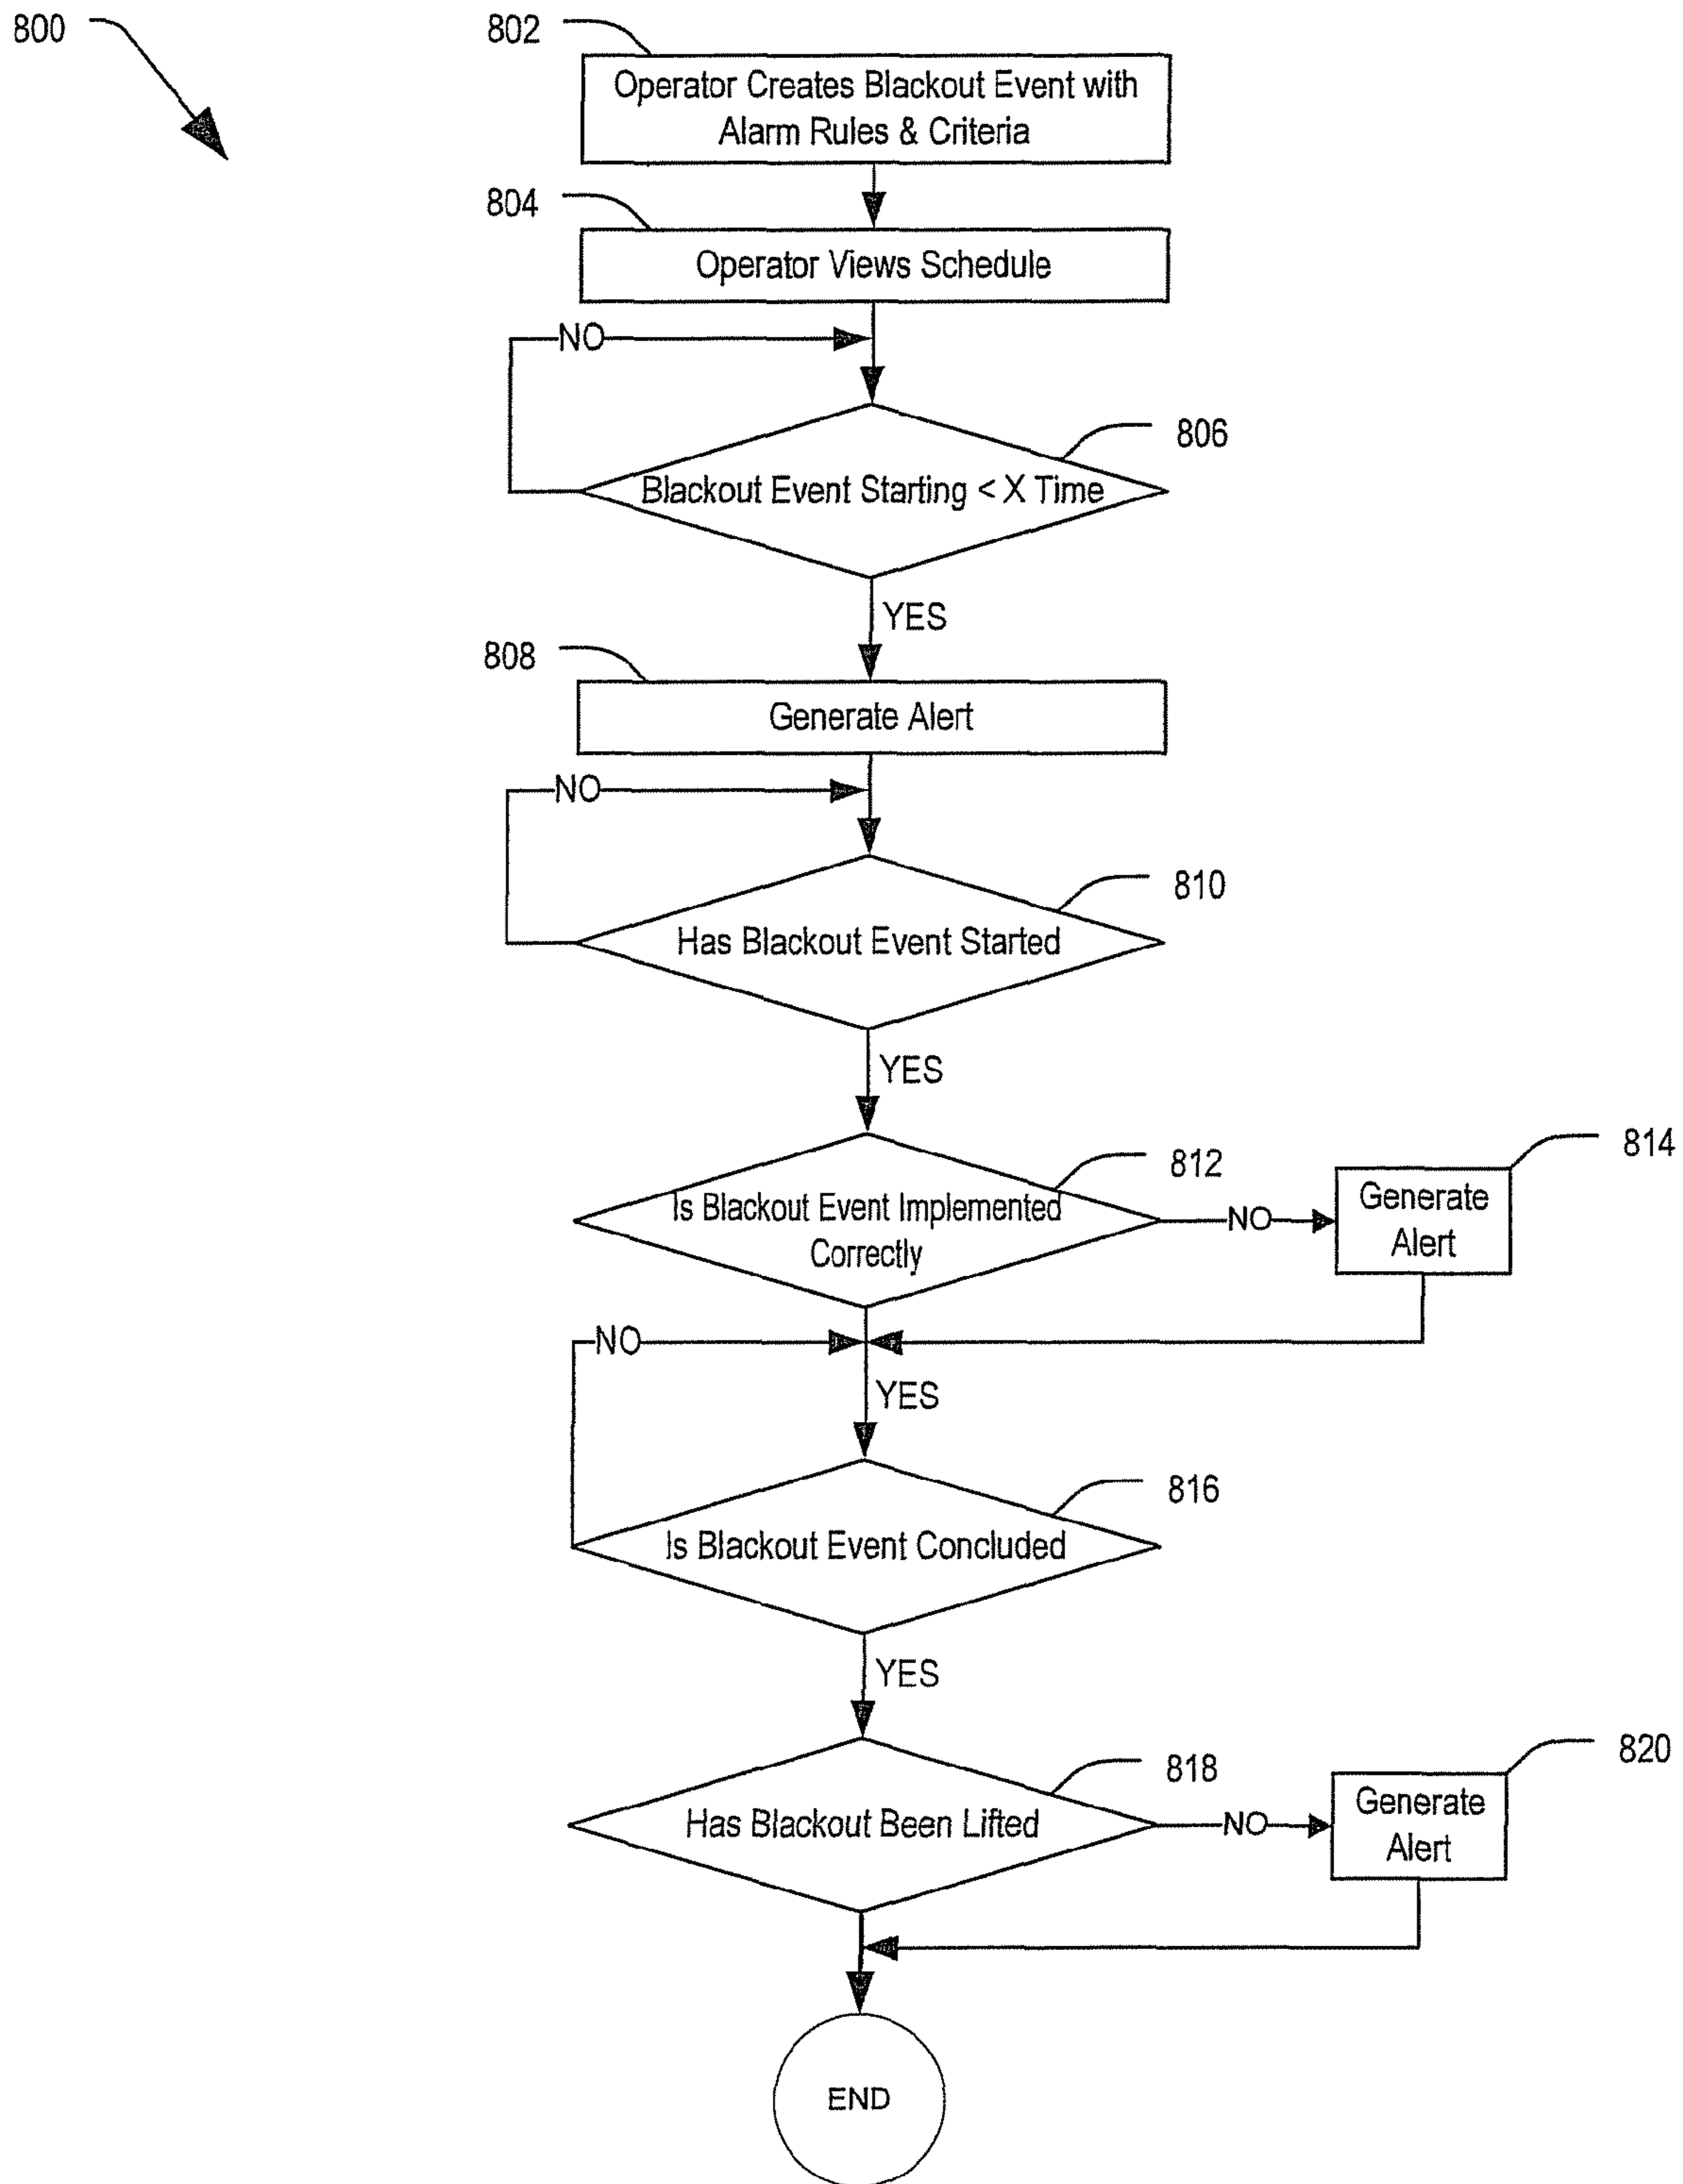 800
802
Operator Creates Blackout Event with
Alarm Rules & Criteria
804
Operator Views Schedule
NO
806
Blackout Event Starting < X Time
YES
808
Generate Alert
NO
810
Has Blackout Event Started
YES
812
Is Blackout Event Implemented
Correctly
NO
814
Generate
Alert
NO
YES
816
Is Blackout Event Concluded
YES
818
Has Blackout Been Lifted
NO
820
Generate
Alert
END